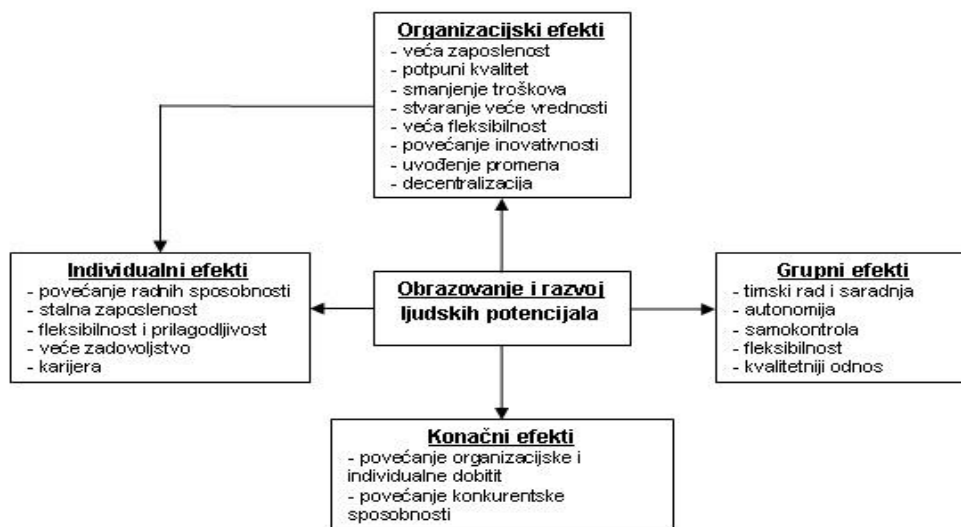 Organizacijski efekti
- veća zaposlenost
- potpuni kvalitet
- smanjenje troškova
- stvaranje veće vrednosti
- veća fleksibilnost
- povećanje inovativnosti
- uvođenje promena
- decentralizacija
Individualni efekti
- povećanje radnih sposobnosti
- stalna zaposlenost
- fleksibilnost i prilagodljivost
- veće zadovoljstvo
- karijera
Obrazovanje i razvoj
ljudskih potencijala
Grupni efekti
- timski rad i saradnja
- autonomija
- samokontrola
- fleksibilnost
- kvalitetniji odnos
Konačni efekti
- povećanje organizacijske i
individualne dobitit
- povećanje konkurentske
sposobnosti